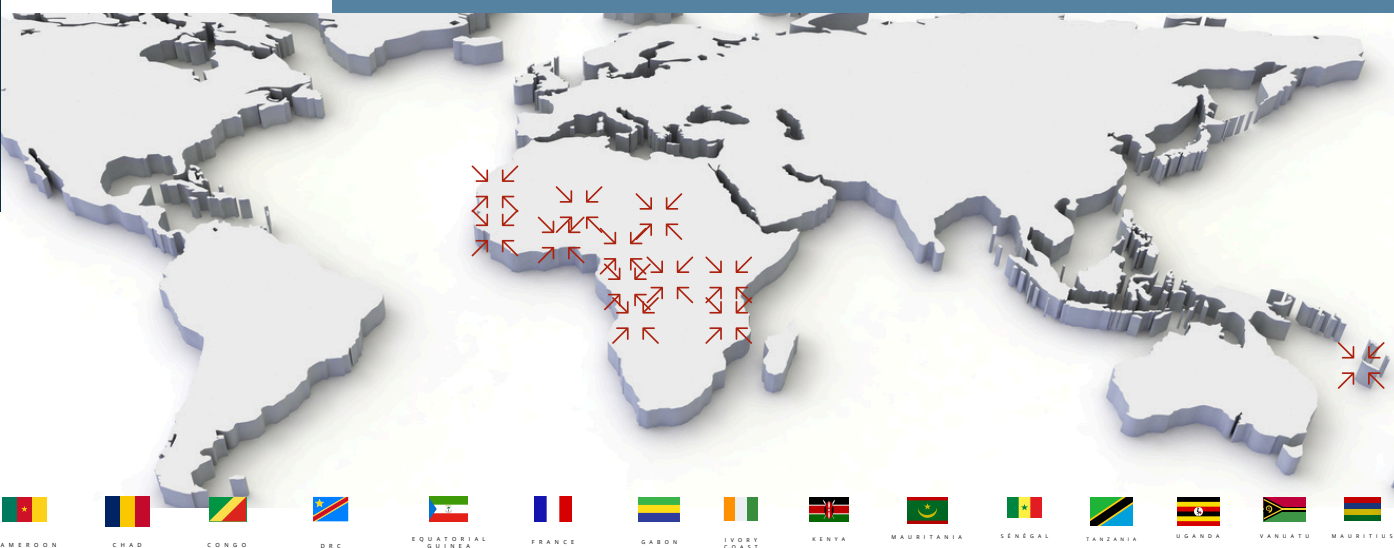 AMEROON
CHAD
CONGO
DRC
EQUATORIAL
GUINEA
FRANCE
GABON
IVORY
COAST
KENYA
MAURITANIA
SÉNÉGAL
TANZANIA
UGANDA
VANUATU
MAURITIUS